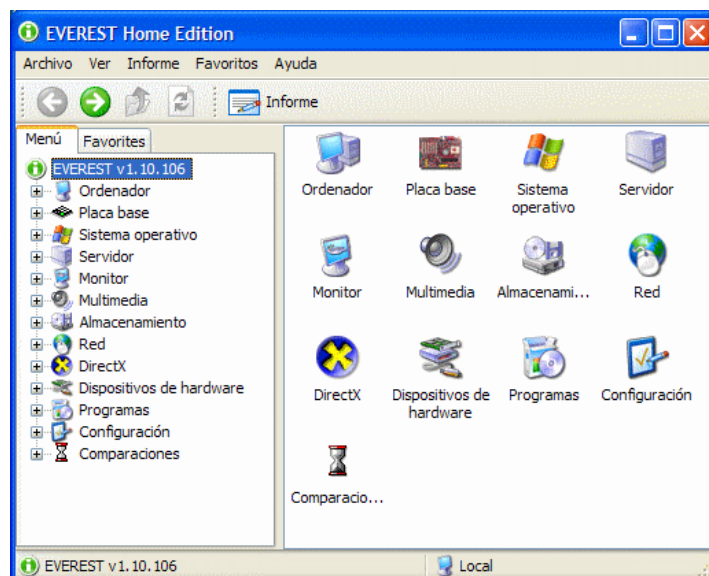 EVEREST Home Edition
Archivo Ver Informe Favoritos Ayuda
Informe
Menú Favorites
EVEREST v1.10.106
Ordenador
Placa base
Sistema operativo
Servidor
Monitor
Multimedia
Almacenamiento
Red
DirectX
Dispositivos de hardware
Programas
Configuración
Comparaciones
Ordenador Placa base Sistema Servidor
operativo
Monitor Multimedia Almacenami... Red
DirectX Dispositivos de Programas Configuración
hardware
Comparacio...
EVEREST v1.10.106 Local